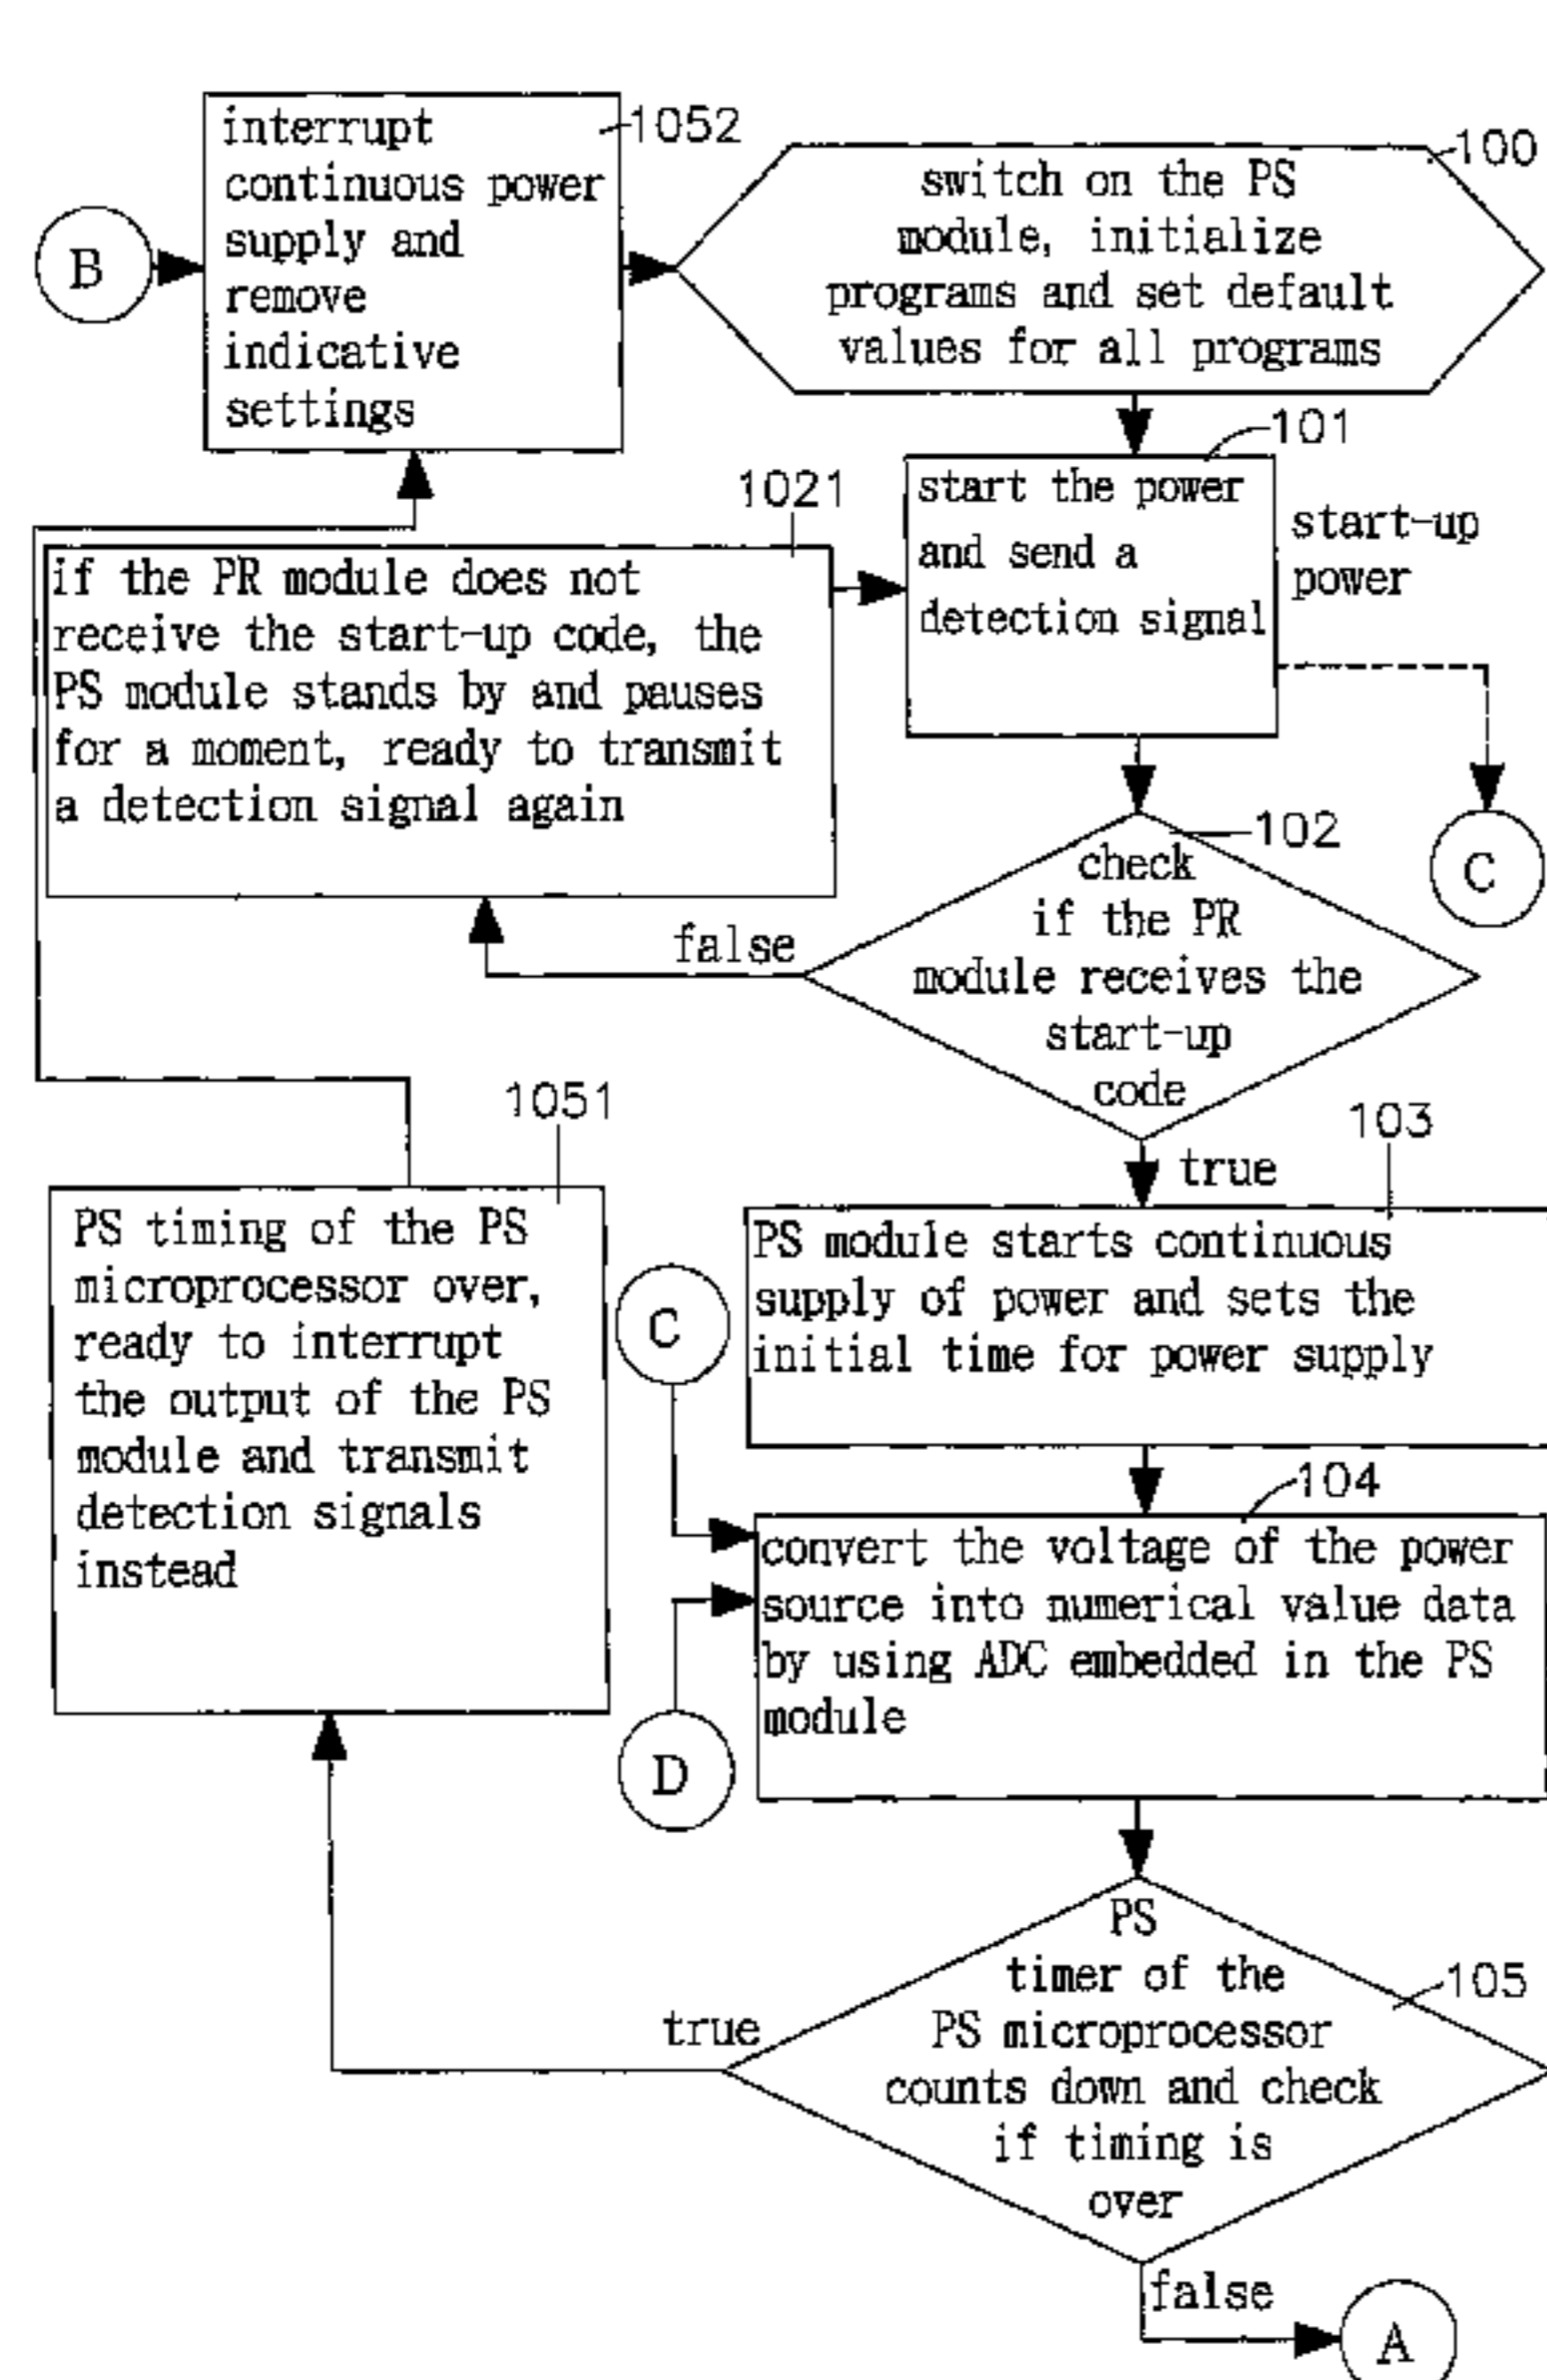 interrupt
continuous power
supply and
remove
indicative
settings
1052
B
switch on the PS
module, initialize
programs and set default
values for all programs
100
101
start the power
and send a
detection signal
start-up
power
1021
if the PR module does not
receive the start-up code, the
PS module stands by and pauses
for a moment, ready to transmit
a detection signal again
C
102
check
if the PR
module receives the
start-up
code
false
true
103
PS module starts continuous
supply of power and sets the
initial time for power supply
1051
PS timing of the PS
microprocessor over,
ready to interrupt
the output of the PS
module and transmit
detection signals
instead
C
104
convert the voltage of the power
source into numerical value data
by using ADC embedded in the PS
module
D
PS
timer of the
PS microprocessor
counts down and check
if timing is
over
105
true
false
A